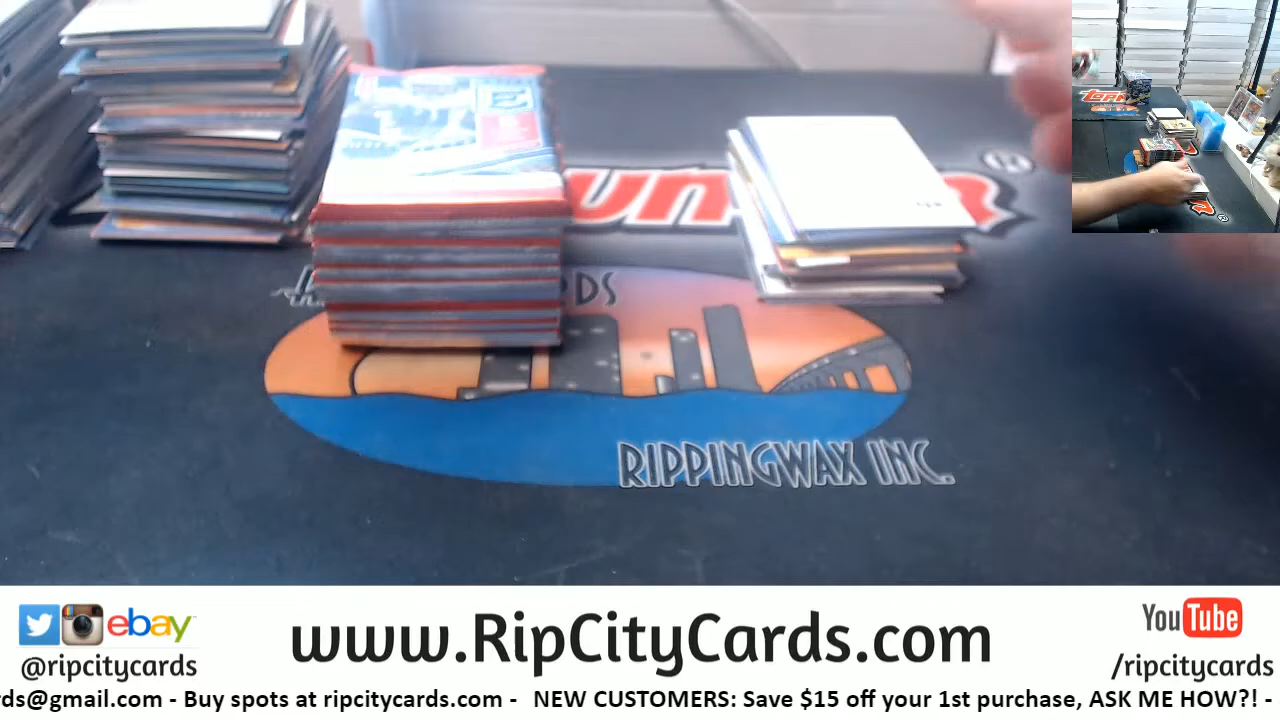 RIPPINGWAX INC.
ebay
@ripcitycards
www.RipCityCards.com
YouTube
/ripcitycards
rds@gmail.com - Buy spots at ripcitycards.com - NEW CUSTOMERS: Save $15 off your 1st purchase, ASK ME HOW?! -